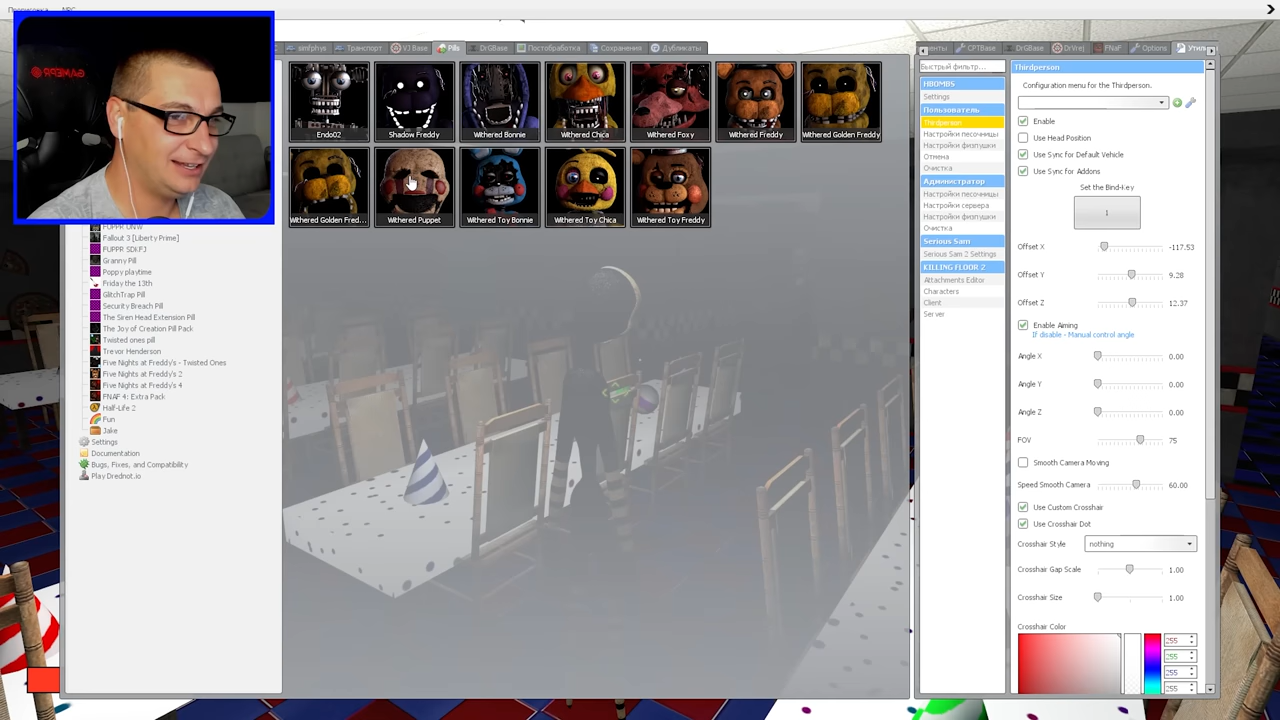 NPC
simfphys
Транспорт
VJ Base
Pills
DrGBase
Постобработка
Сохранения
Дубликаты
CPTBase
DrGBase
DrVrej
FNaF
Options
Endo02
Shadow Freddy
Withered Bonnie
Withered Chica
Withered Foxy
Withered Freddy
Withered Golden Freddy
Withered Golden Fred...
Withered Puppet
Withered Toy Bonnie
Withered Toy Chica
Withered Toy Freddy
Fallout 3 [Liberty Prime]
FUPPR SDKFJ
Granny Pill
Poppy playtime
Friday the 13th
GlitchTrap Pill
Security Breach Pill
The Siren Head Extension Pill
The Joy of Creation Pill Pack
Twisted ones pill
Trevor Henderson
Five Nights at Freddy's - Twisted Ones
Five Nights at Freddy's 2
Five Nights at Freddy's 4
FNAF 4: Extra Pack
Half-Life 2
Fun
Jake
Settings
Documentation
Bugs, Fixes, and Compatibility
Play Drednot.io
Быстрый фильтр...
HBOMBS
Settings
Пользователь
Thirdperson
Настройки песочницы
Настройки физпушки
Отмена
Очистка
Администратор
Настройки песочницы
Настройки сервера
Настройки физпушки
Очистка
Serious Sam
Serious Sam 2 Settings
KILLING FLOOR 2
Attachments Editor
Characters
Client
Server
Thirdperson
Configuration menu for the Thirdperson.
Enable
Use Head Position
Use Sync for Default Vehicle
Use Sync for Addons
Set the Bind-Key
1
Offset X -117.53
Offset Y 9.28
Offset Z 12.37
Enable Aiming
If disable - Manual control angle
Angle X 0.00
Angle Y 0.00
Angle Z 0.00
FOV 75
Smooth Camera Moving
Speed Smooth Camera 60.00
Use Custom Crosshair
Use Crosshair Dot
Crosshair Style nothing
Crosshair Gap Scale 1.00
Crosshair Size 1.00
Crosshair Color
255
255
255
255